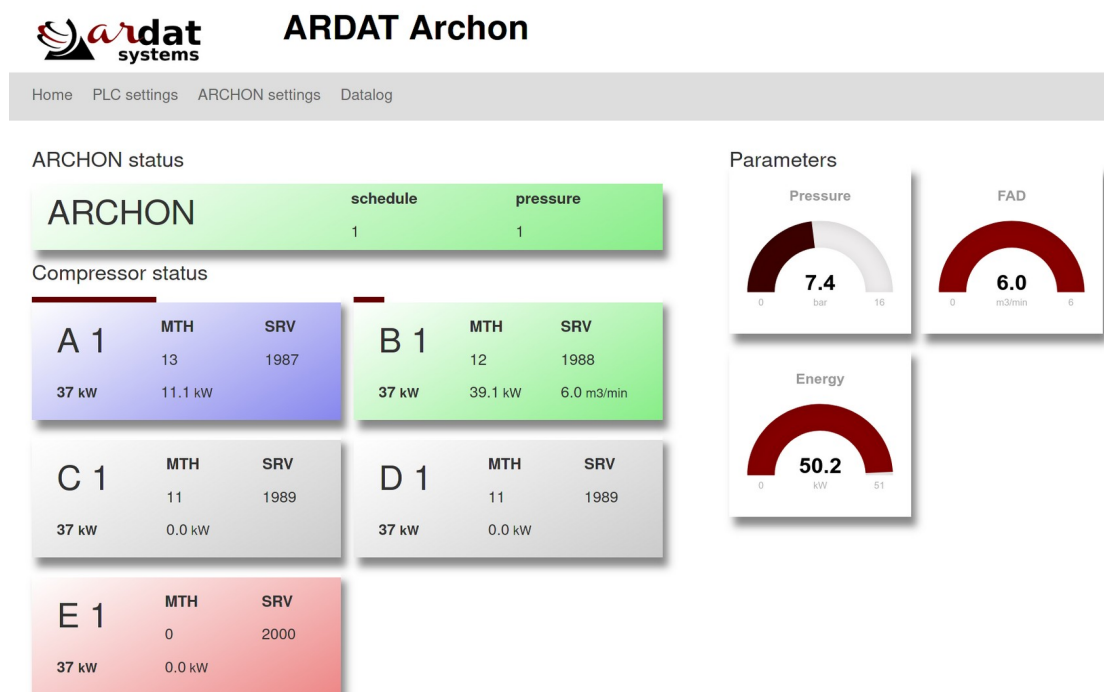 ardat
systems
ARDAT Archon
Home PLC settings ARCHON settings Datalog
ARCHON status
ARCHON schedule pressure
1 1
Compressor status
A 1 MTH SRV
13 1987
37 kW 11.1 kW
B 1 MTH SRV
12 1988
37 kW 39.1 kW 6.0 m3/min
C 1 MTH SRV
11 1989
37 kW 0.0 kW
D 1 MTH SRV
11 1989
37 kW 0.0 kW
E 1 MTH SRV
0 2000
37 kW 0.0 kW
Parameters
Pressure
7.4
0 bar 16
FAD
6.0
0 m3/min 6
Energy
50.2
0 kW 51